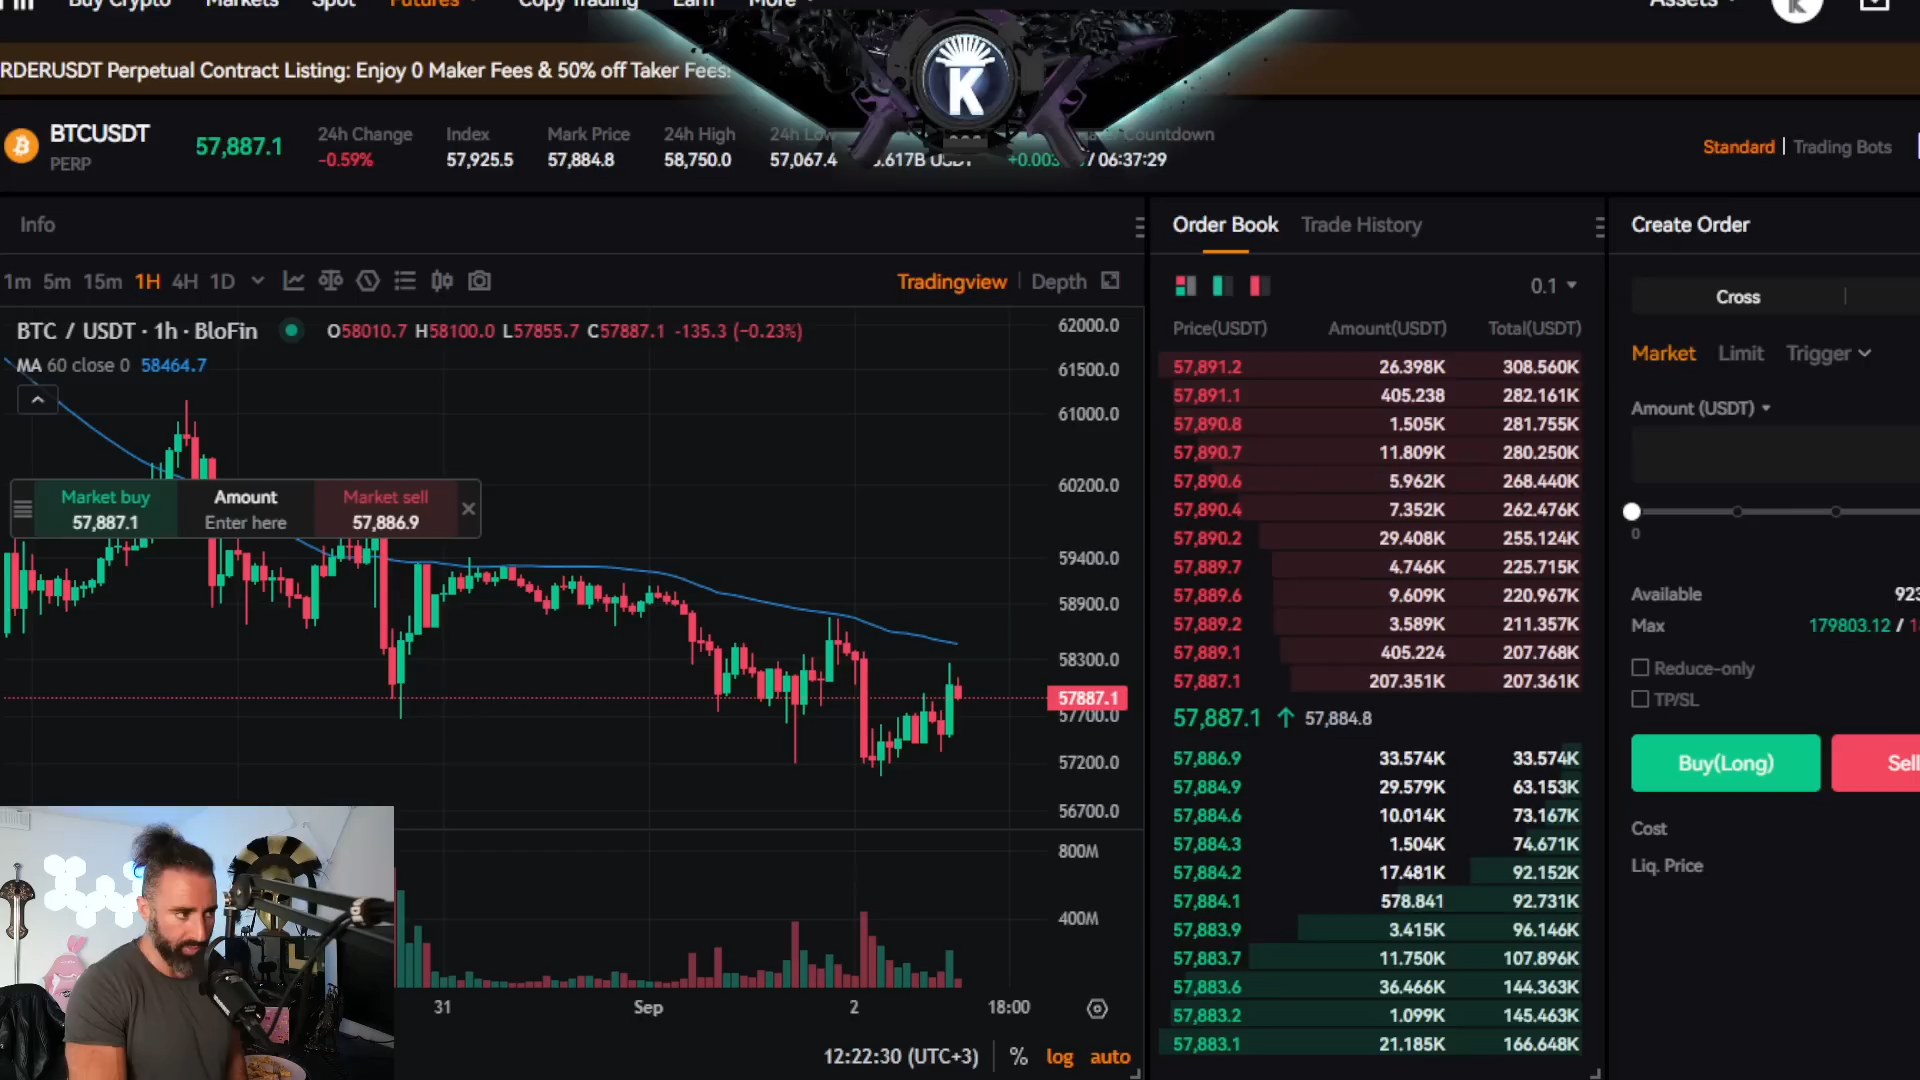 Buy Crypto Markets Spot Futures Copy Trading Earn More Assets
K
RDERUSDT Perpetual Contract Listing: Enjoy 0 Maker Fees & 50% off Taker Fees!
K
BTCUSDT
PERP
57,887.1
24h Change
-0.59%
Index
57,925.5
Mark Price
57,884.8
24h High
58,750.0
24h Low
57,067.4
.617B USDT
Countdown
+0.003 / 06:37:29
Standard | Trading Bots
Info
1m 5m 15m 1H 4H 1D
Tradingview Depth
BTC / USDT · 1h · BloFin
O58010.7 H58100.0 L57855.7 C57887.1 -135.3 (−0.23%)
MA 60 close 0 58464.7
Market buy
57,887.1
Amount
Enter here
Market sell
57,886.9
62000.0
61500.0
61000.0
60200.0
59400.0
58900.0
58300.0
57887.1
57700.0
57200.0
56700.0
800M
400M
31 Sep 2 18:00
12:22:30 (UTC+3) % log auto
Order Book Trade History
0.1
Price(USDT) Amount(USDT) Total(USDT)
57,891.2 26.398K 308.560K
57,891.1 405.238 282.161K
57,890.8 1.505K 281.755K
57,890.7 11.809K 280.250K
57,890.6 5.962K 268.440K
57,890.4 7.352K 262.476K
57,890.2 29.408K 255.124K
57,889.7 4.746K 225.715K
57,889.6 9.609K 220.967K
57,889.2 3.589K 211.357K
57,889.1 405.224 207.768K
57,887.1 207.351K 207.361K
57,887.1 ↑ 57,884.8
57,886.9 33.574K 33.574K
57,884.9 29.579K 63.153K
57,884.6 10.014K 73.167K
57,884.3 1.504K 74.671K
57,884.2 17.481K 92.152K
57,884.1 578.841 92.731K
57,883.9 3.415K 96.146K
57,883.7 11.750K 107.896K
57,883.6 36.466K 144.363K
57,883.2 1.099K 145.463K
57,883.1 21.185K 166.648K
Create Order
Cross
Market Limit Trigger
Amount (USDT)
0
Available 923
Max 179803.12 /
Reduce-only
TP/SL
Buy(Long)
Sell
Cost
Liq. Price